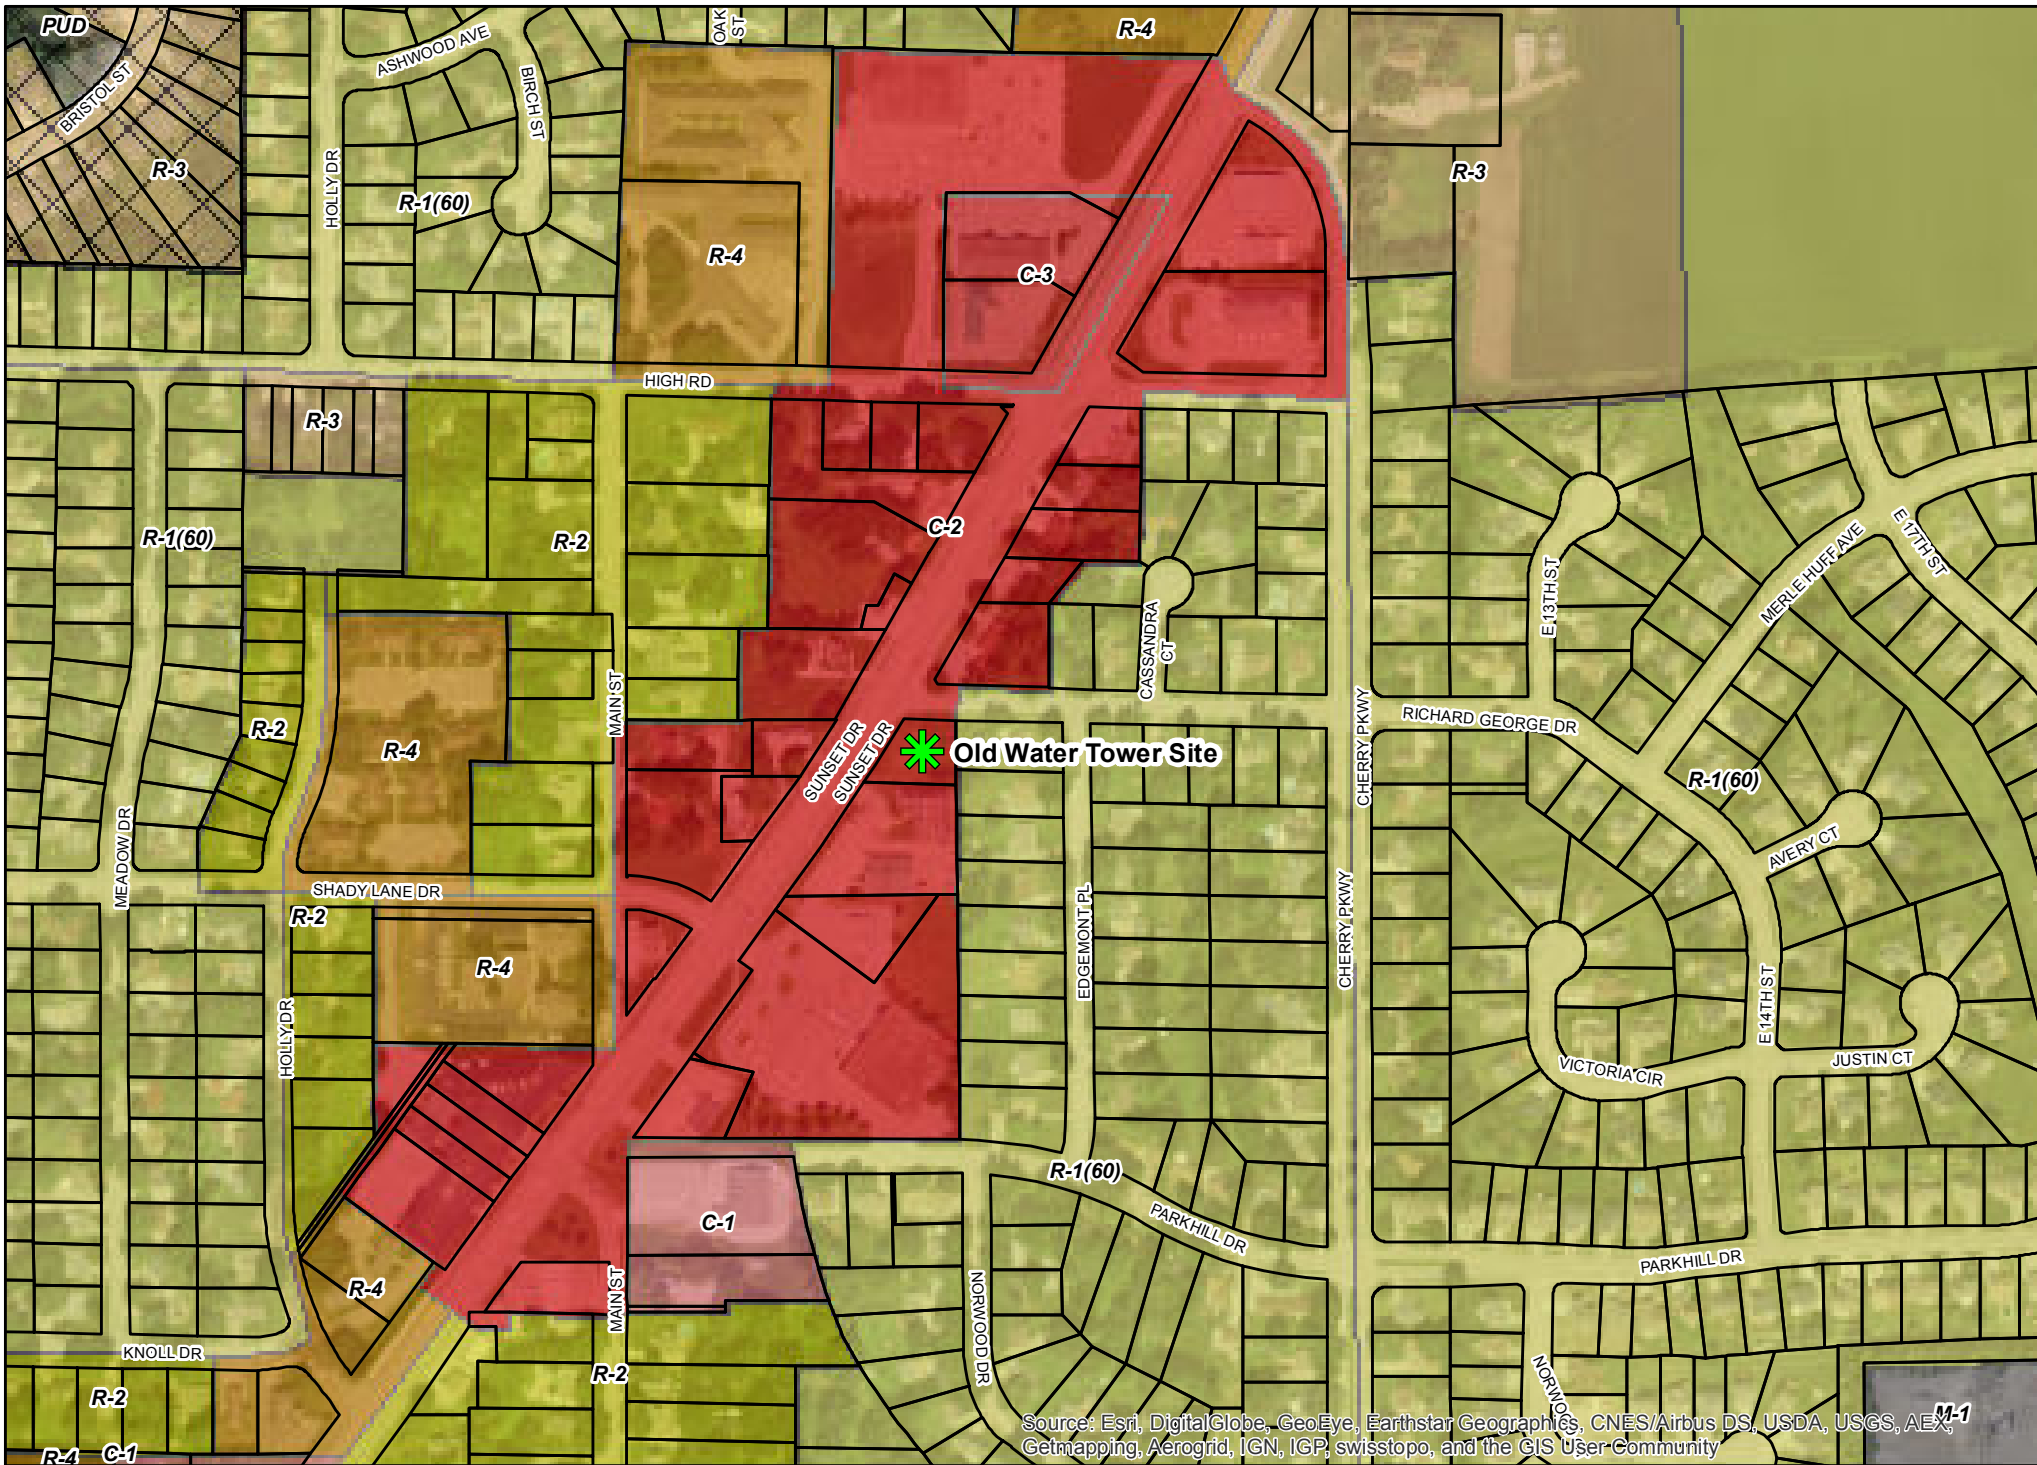 PUD
R-4
OAK
ST
ASHWOOD AVE
BRISTOL ST
BIRCH ST
R-3
HOLLY DR
R-1(60)
R-3
R-4
C-3
HIGH RD
R-3
R-1(60)
R-2
C-2
E 17TH ST
MERLE HUFF AVE
E 13TH ST
CASSANDRA
CT
MAIN ST
R-2
R-4
CHERRY PKWY
RICHARD GEORGE DR
SUNSET DR
SUNSET DR
Old Water Tower Site
R-1(60)
MEADOW DR
AVERY CT
SHADY LANE DR
R-2
CHERRY PKWY
EDGEMONT PL
R-4
HOLLY DR
E 14TH ST
VICTORIA CIR
JUSTIN CT
R-1(60)
C-1
PARKHILL DR
PARKHILL DR
R-4
MAIN ST
NORWOOD DR
KNOLL DR
R-2
R-2
M-1
R-4
C-1
Source: Esri, DigitalGlobe, GeoEye, Earthstar Geographics, CNES/Airbus DS, USDA, USGS, AEX,
Getmapping, Aerogrid, IGN, IGP, swisstopo, and the GIS User Community